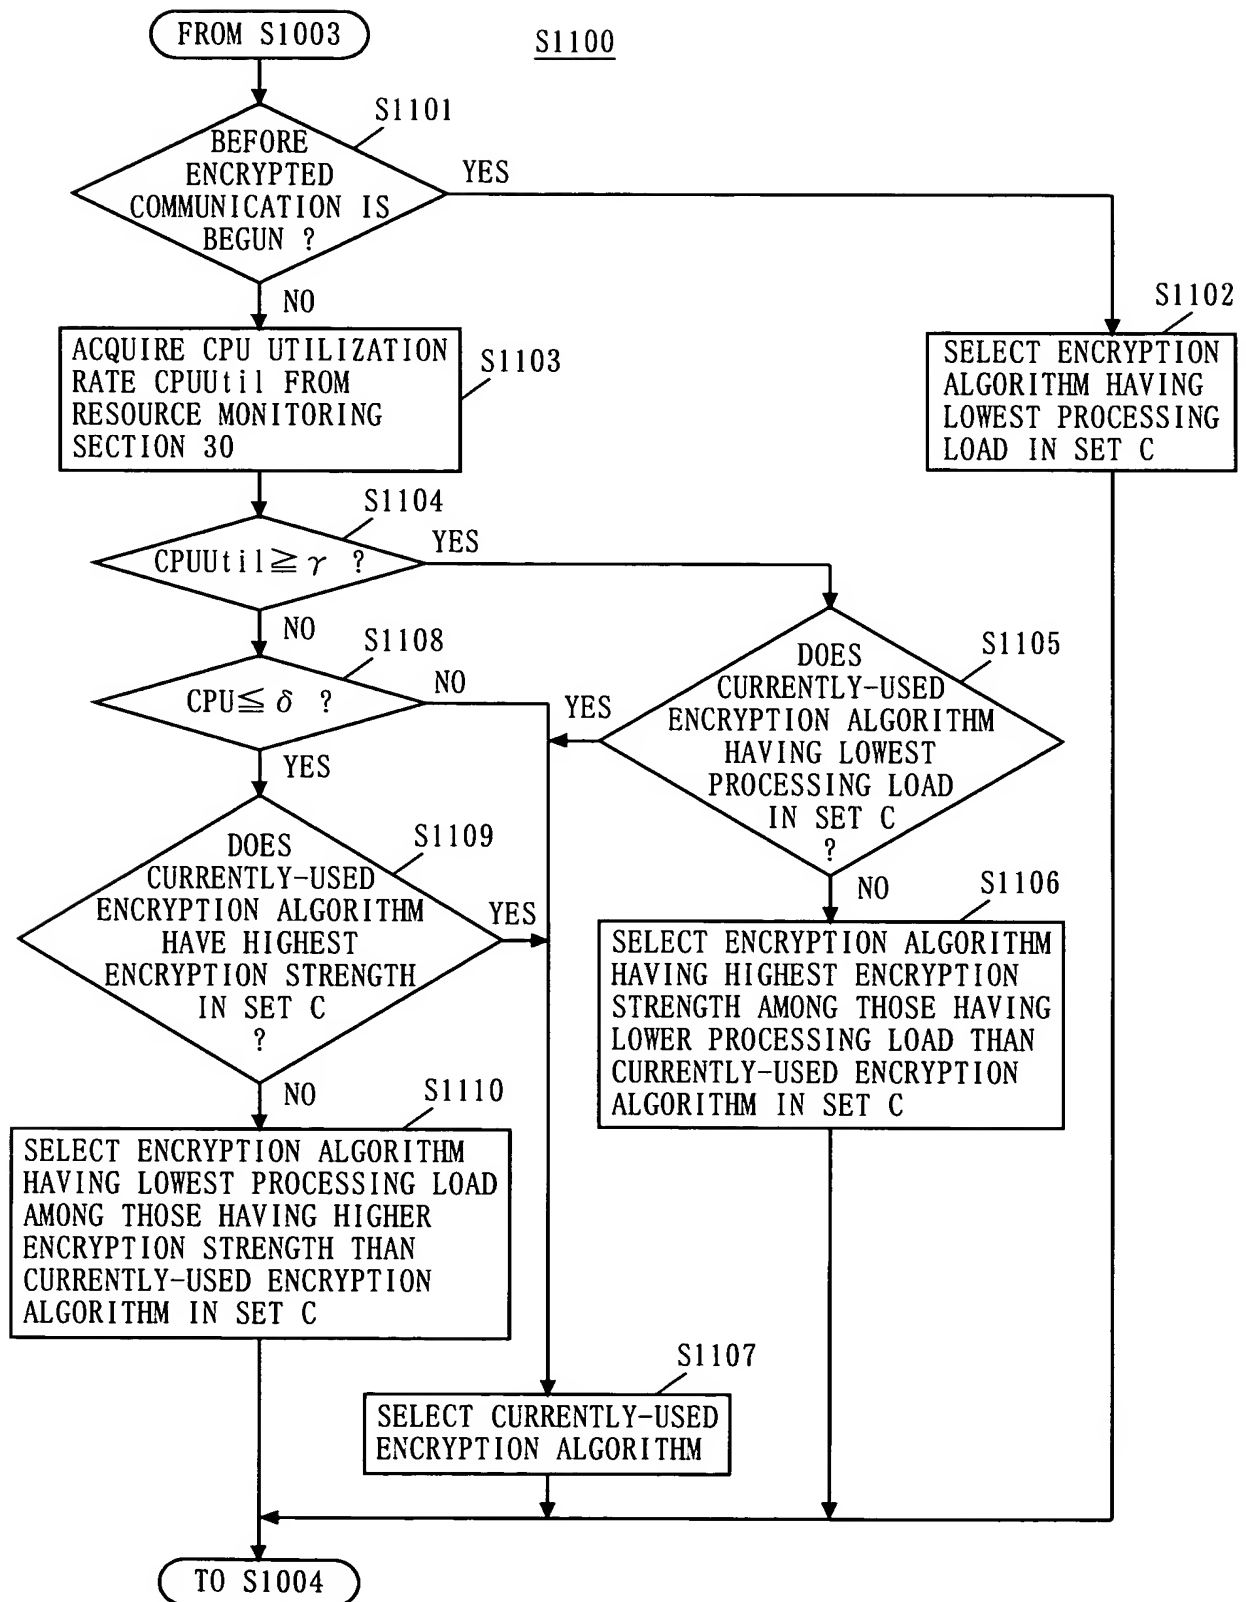 FROM S1003
S1100
S1101
BEFORE
ENCRYPTED
COMMUNICATION IS
BEGUN ?
YES
NO
S1102
SELECT ENCRYPTION
ALGORITHM HAVING
LOWEST PROCESSING
LOAD IN SET C
S1103
ACQUIRE CPU UTILIZATION
RATE CPUUtil FROM
RESOURCE MONITORING
SECTION 30
S1104
CPUUtil≧γ ?
YES
NO
S1105
DOES
CURRENTLY-USED
ENCRYPTION ALGORITHM
HAVING LOWEST
PROCESSING LOAD
IN SET C
?
YES
NO
S1108
CPU≦δ ?
NO
YES
S1109
DOES
CURRENTLY-USED
ENCRYPTION ALGORITHM
HAVE HIGHEST
ENCRYPTION STRENGTH
IN SET C
?
YES
NO
S1106
SELECT ENCRYPTION ALGORITHM
HAVING HIGHEST ENCRYPTION
STRENGTH AMONG THOSE HAVING
LOWER PROCESSING LOAD THAN
CURRENTLY-USED ENCRYPTION
ALGORITHM IN SET C
S1110
SELECT ENCRYPTION ALGORITHM
HAVING LOWEST PROCESSING LOAD
AMONG THOSE HAVING HIGHER
ENCRYPTION STRENGTH THAN
CURRENTLY-USED ENCRYPTION
ALGORITHM IN SET C
S1107
SELECT CURRENTLY-USED
ENCRYPTION ALGORITHM
TO S1004